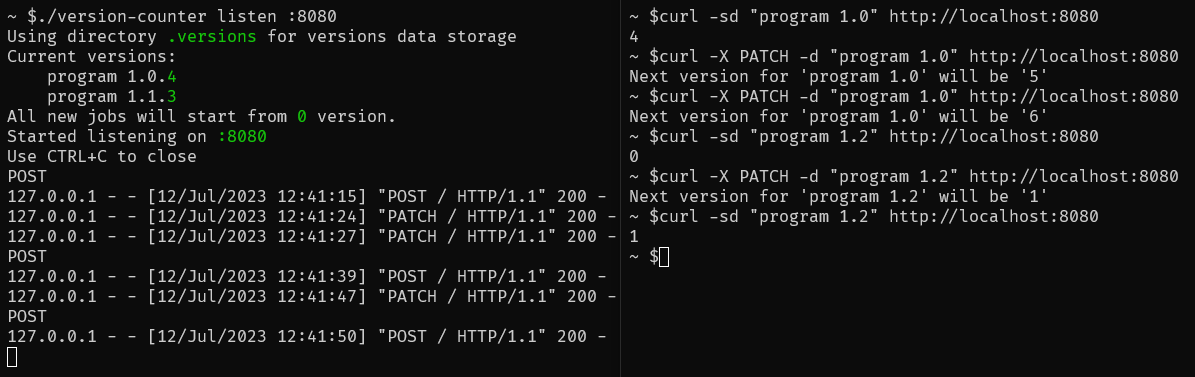 ~ $./version-counter listen :8080
Using directory .versions for versions data storage
Current versions:
    program 1.0.4
    program 1.1.3
All new jobs will start from 0 version.
Started listening on :8080
Use CTRL+C to close
POST
127.0.0.1 - - [12/Jul/2023 12:41:15] "POST / HTTP/1.1" 200 -
127.0.0.1 - - [12/Jul/2023 12:41:24] "PATCH / HTTP/1.1" 200 -
127.0.0.1 - - [12/Jul/2023 12:41:27] "PATCH / HTTP/1.1" 200 -
POST
127.0.0.1 - - [12/Jul/2023 12:41:39] "POST / HTTP/1.1" 200 -
127.0.0.1 - - [12/Jul/2023 12:41:47] "PATCH / HTTP/1.1" 200 -
POST
127.0.0.1 - - [12/Jul/2023 12:41:50] "POST / HTTP/1.1" 200 -
~ $curl -sd "program 1.0" http://localhost:8080
4
~ $curl -X PATCH -d "program 1.0" http://localhost:8080
Next version for 'program 1.0' will be '5'
~ $curl -X PATCH -d "program 1.0" http://localhost:8080
Next version for 'program 1.0' will be '6'
~ $curl -sd "program 1.2" http://localhost:8080
0
~ $curl -X PATCH -d "program 1.2" http://localhost:8080
Next version for 'program 1.2' will be '1'
~ $curl -sd "program 1.2" http://localhost:8080
1
~ $